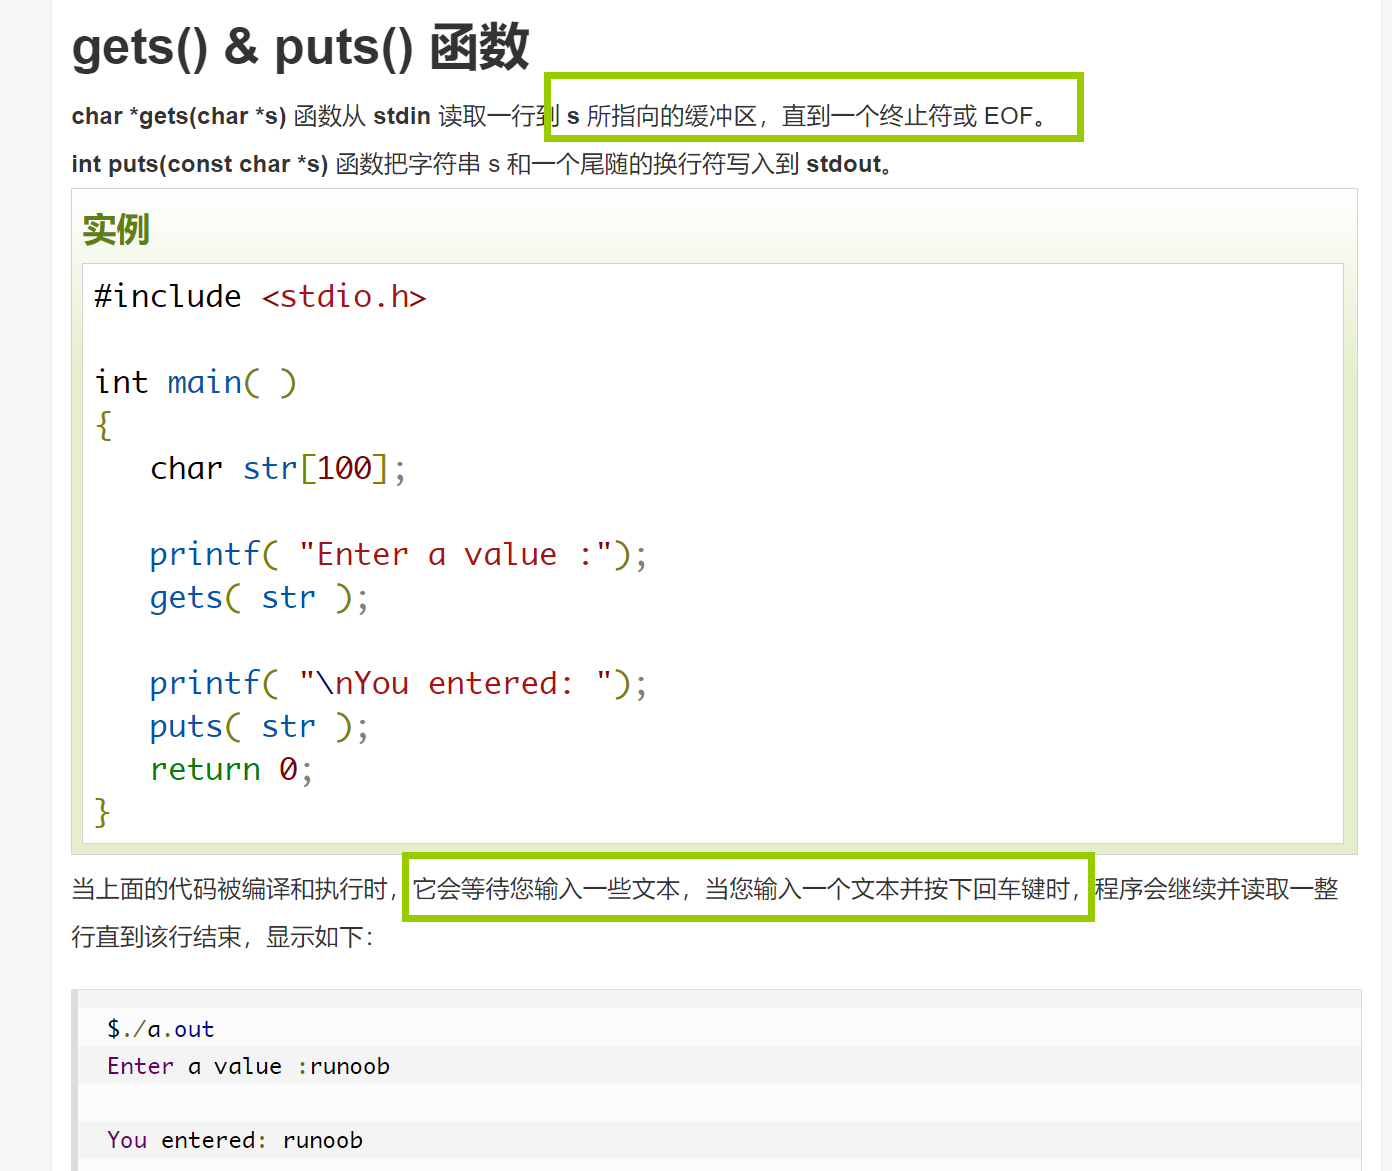 gets() & puts() 函数
char *gets(char *s) 函数从 stdin 读取一行到 s 所指向的缓冲区，直到一个终止符或 EOF。
int puts(const char *s) 函数把字符串 s 和一个尾随的换行符写入到 stdout。
实例
#include <stdio.h>
int main( )
{
   char str[100];
   printf( "Enter a value :");
   gets( str );
   printf( "\nYou entered: ");
   puts( str );
   return 0;
}
当上面的代码被编译和执行时，它会等待您输入一些文本，当您输入一个文本并按下回车键时，程序会继续并读取一整
行直到该行结束，显示如下：
$./a.out
Enter a value :runoob
You entered: runoob